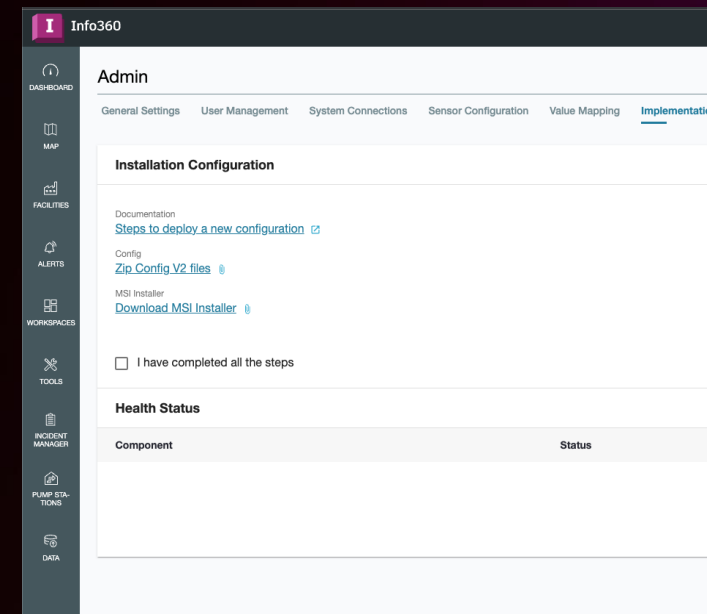 I Info360
DASHBOARD
MAP
FACILITIES
ALERTS
WORKSPACES
TOOLS
INCIDENT
MANAGER
PUMP STA-
TIONS
DATA
Admin
General Settings User Management System Connections Sensor Configuration Value Mapping Implementati
Installation Configuration
Documentation
Steps to deploy a new configuration
Config
Zip Config V2 files
MSI Installer
Download MSI Installer
I have completed all the steps
Health Status
Component Status